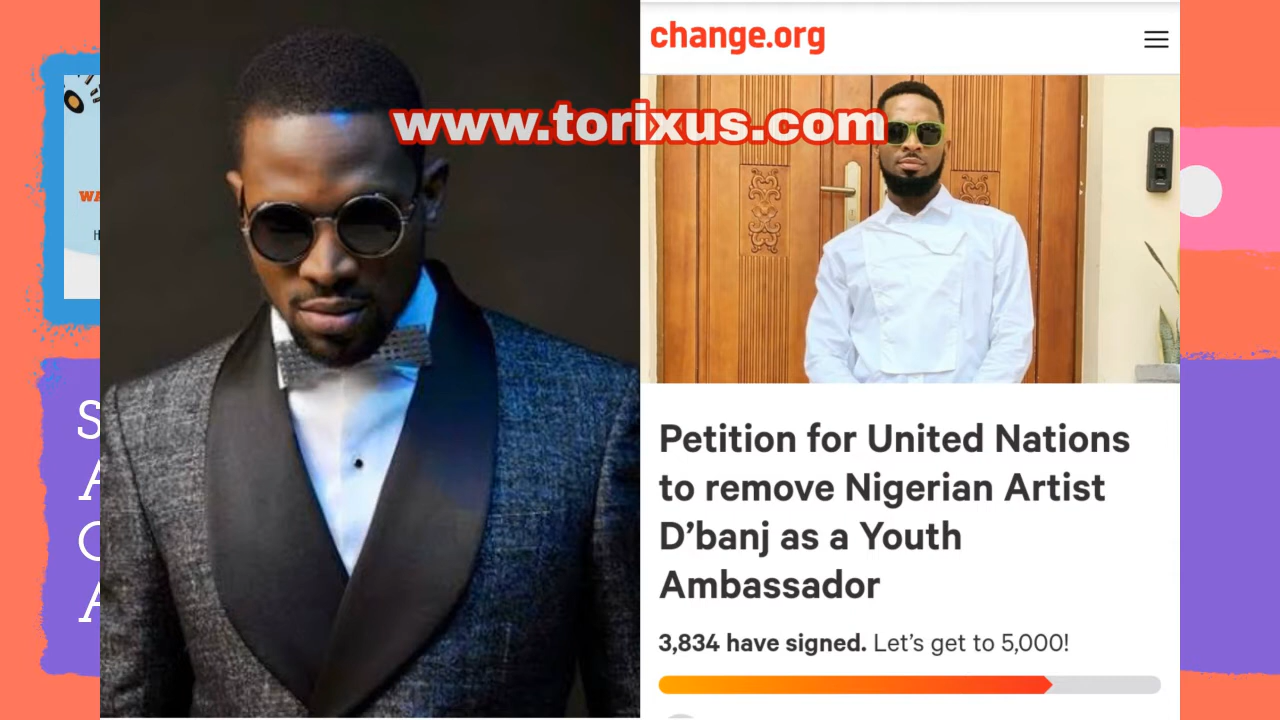 change.org
www.torixus.com
WA
H
S
A
A
Petition for United Nations
to remove Nigerian Artist
D’banj as a Youth
Ambassador
3,834 have signed. Let’s get to 5,000!